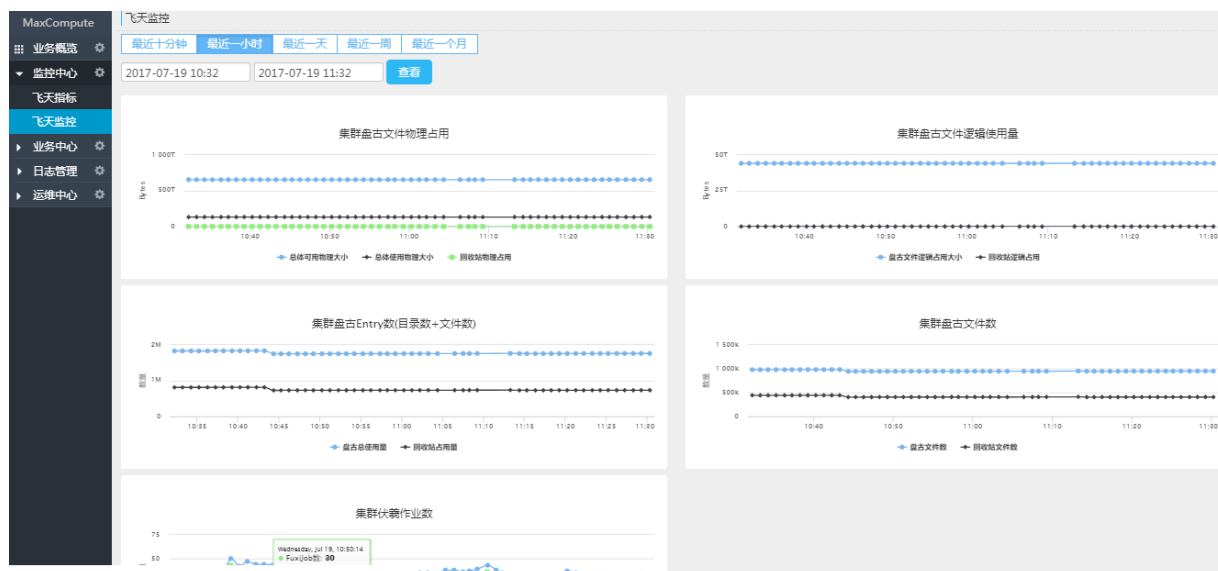 MaxCompute
业务概览
监控中心
飞天指标
飞天监控
业务中心
日志管理
运维中心
飞天监控
最近十分钟 最近一小时 最近一天 最近一周 最近一个月
2017-07-19 10:32 2017-07-19 11:32 查看
集群盘古文件物理占用
Bytes
1 000T
500T
0
10:40 10:50 11:00 11:10 11:20 11:30
总体可用物理大小 总体使用物理大小 回收站物理占用
集群盘古文件逻辑使用量
Bytes
50T
25T
0
10:40 10:50 11:00 11:10 11:20 11:30
盘古文件逻辑占用大小 回收站逻辑占用
集群盘古Entry数(目录数+文件数)
数量
2M
1M
0
10:35 10:40 10:45 10:50 10:55 11:00 11:05 11:10 11:15 11:20 11:25 11:30
盘古总使用量 回收站占用量
集群盘古文件数
数量
1 500k
1 000k
500k
0
10:40 10:50 11:00 11:10 11:20 11:30
盘古文件数 回收站文件数
集群伏羲作业数
75
50
Wednesday, Jul 19, 10:50:14
FuxiJob数: 30